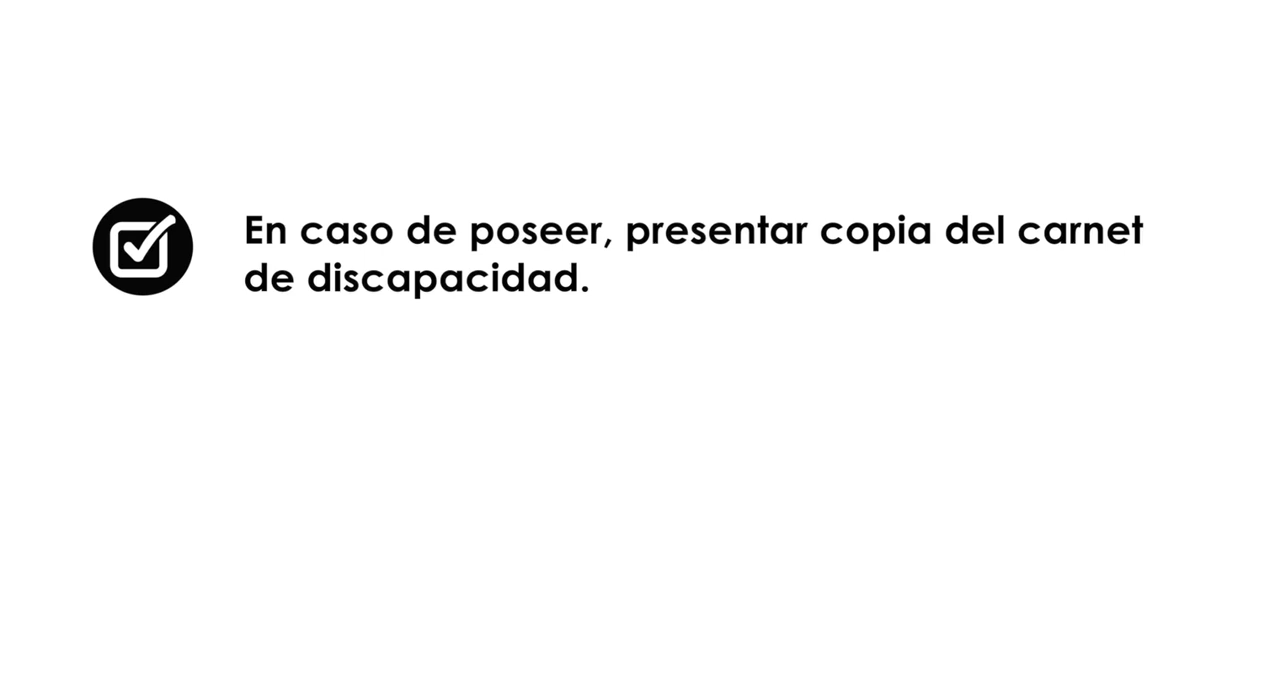 En caso de poseer, presentar copia del carnet
de discapacidad.